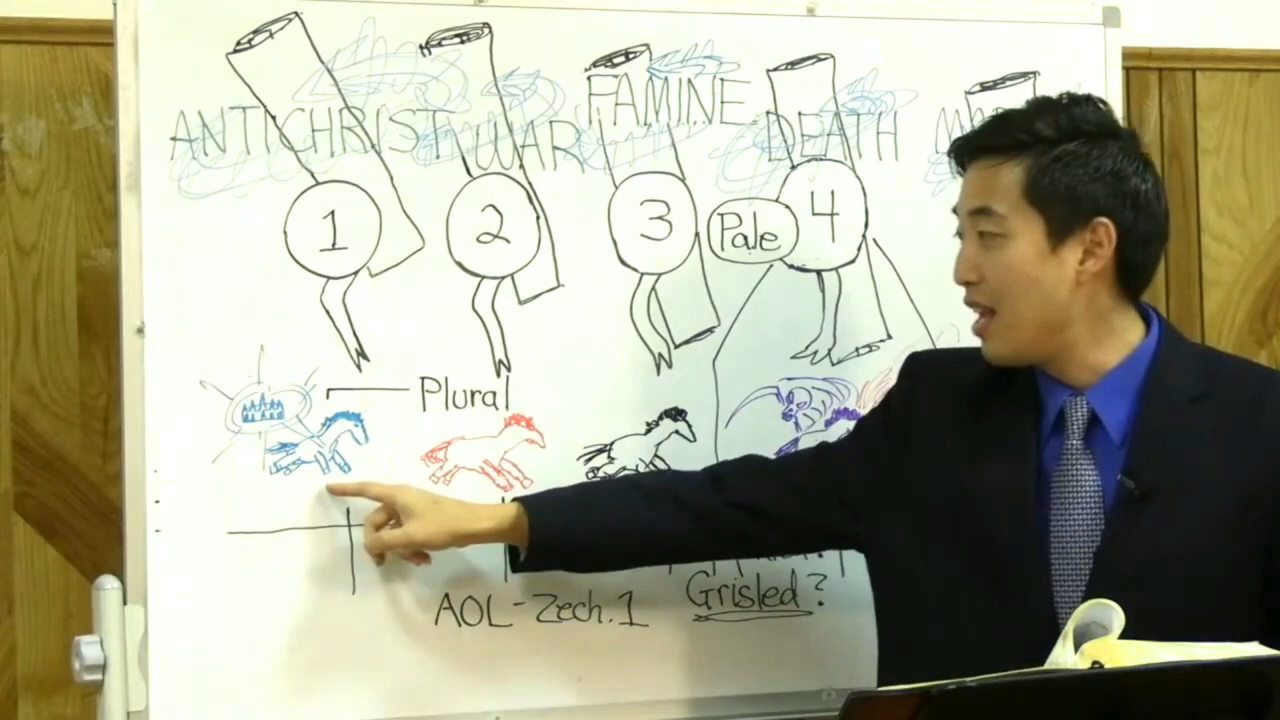 ANTICHRIST WAR FAMINE DEATH
1 2 3 Pale 4
Plural
AOL-Zech.1 Grisled?